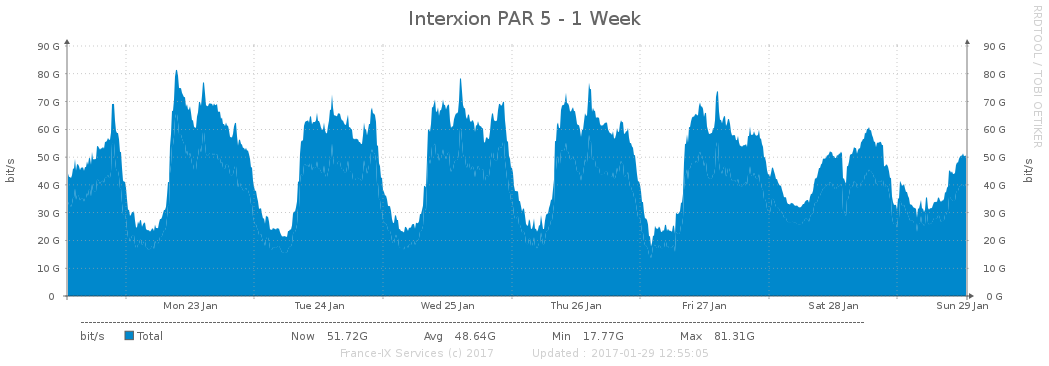 Interxion PAR 5 - 1 Week
RRDTOOL / TOBI OETIKER
90 G 90 G
80 G 80 G
70 G 70 G
60 G 60 G
50 G 50 G
40 G 40 G
30 G 30 G
20 G 20 G
10 G 10 G
0 0 G
bit/s
bit/s
Mon 23 Jan Tue 24 Jan Wed 25 Jan Thu 26 Jan Fri 27 Jan Sat 28 Jan Sun 29 Jan
bit/s Total Now 51.72G Avg 48.64G Min 17.77G Max 81.31G
France-IX Services (c) 2017 Updated : 2017-01-29 12:55:05